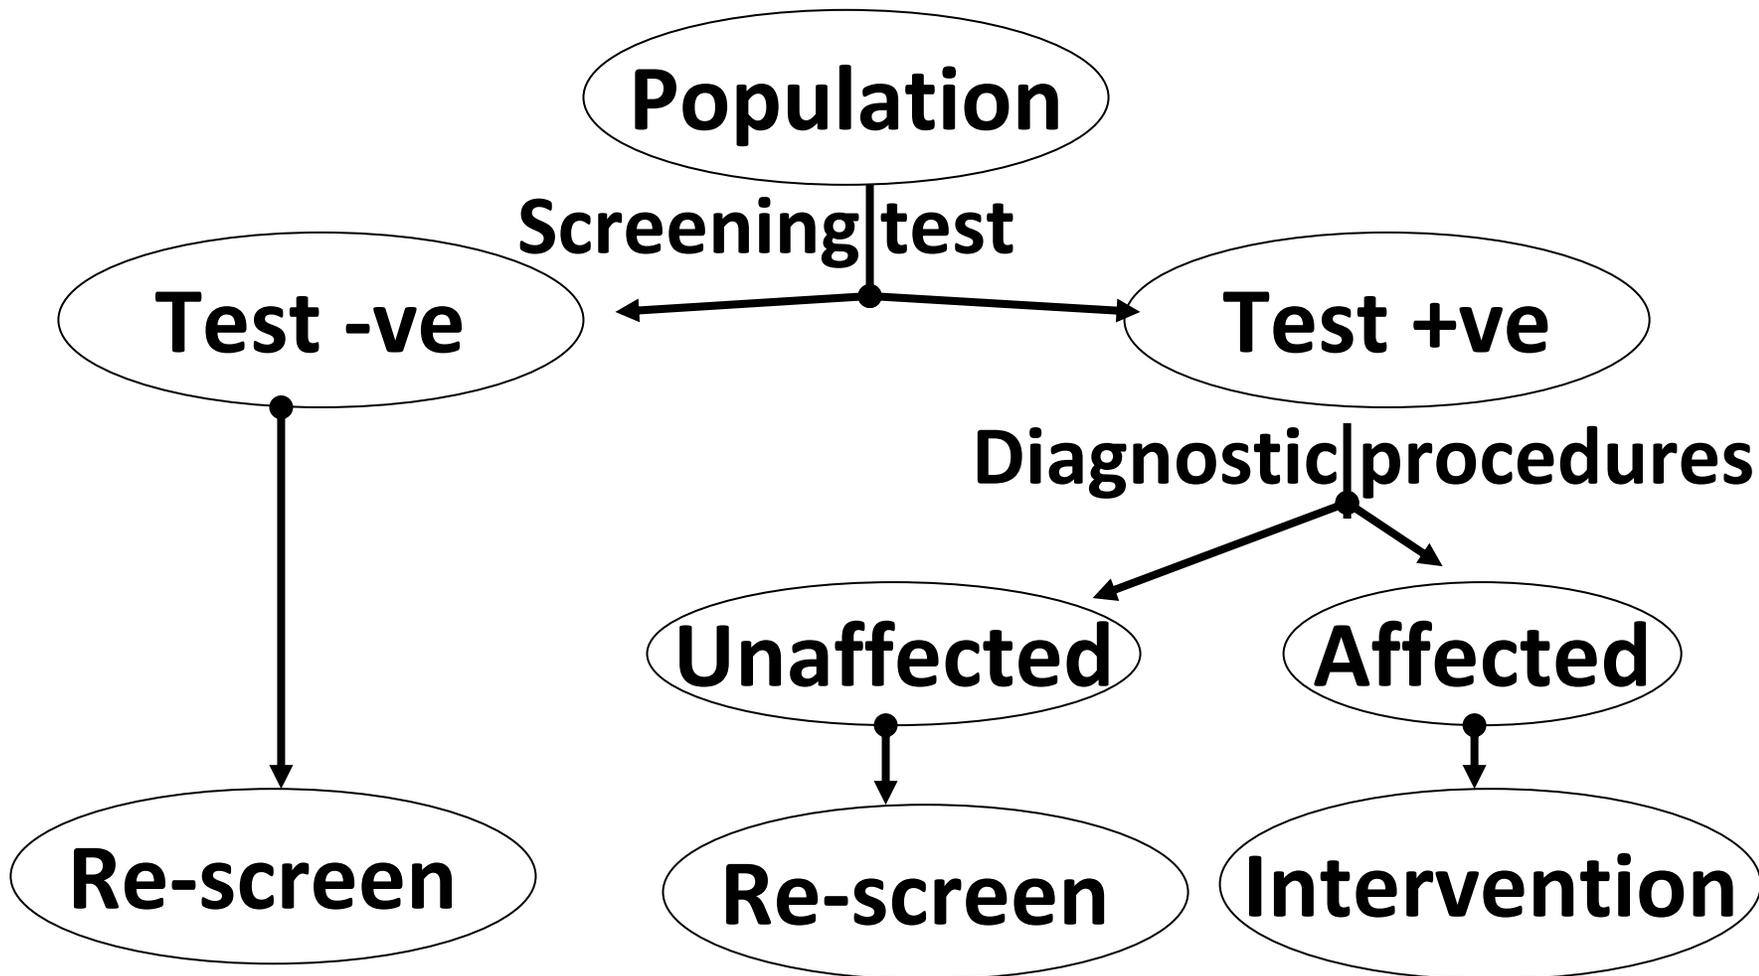 Population
Screening test
Test -ve
Test +ve
Diagnostic procedures
Unaffected
Affected
Re-screen
Re-screen
Intervention